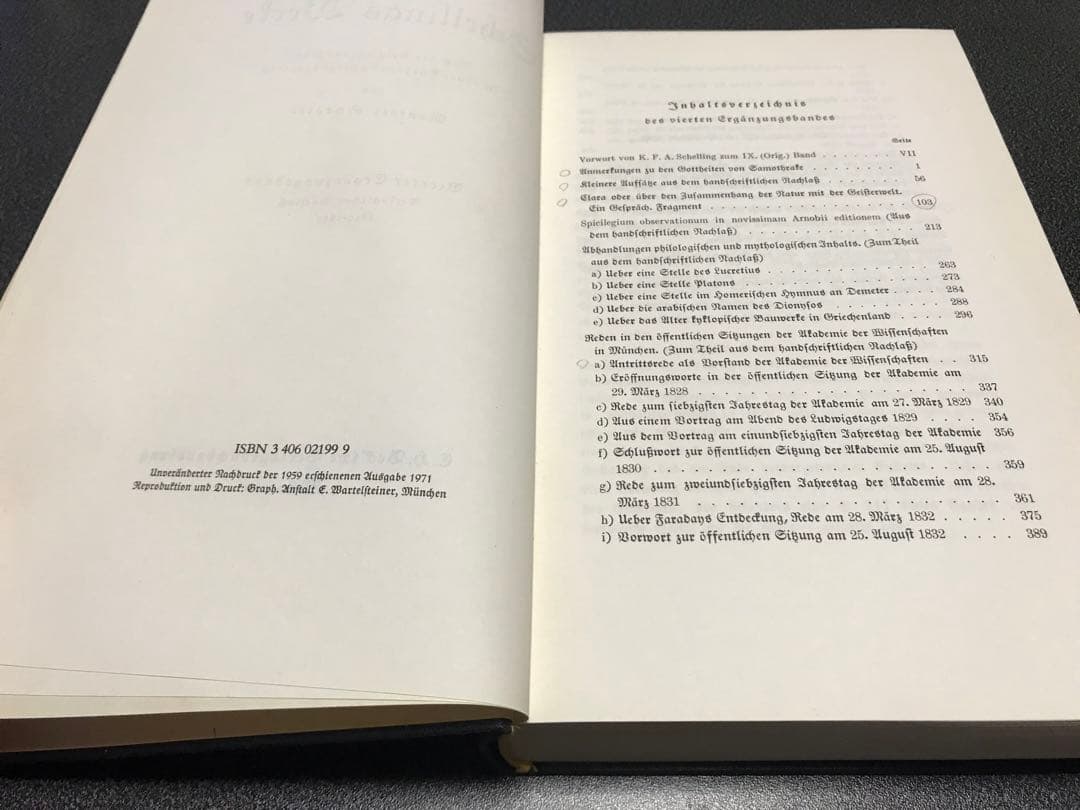 ISBN 3 406 02199 9
Unveränderter Nachdruck der 1959 erschienenen Ausgabe 1971
Reproduktion und Druck: Graph. Anstalt E. Wartelsteiner, München
Inhaltsverzeichnis
des vierten Ergänzungsbandes
Seite
Vorwort von K. F. A. Schelling zum IX. (Orig.) Band . . . . . . . VII
Anmerkungen zu den Gottheiten von Samothrake . . . . . . . . 1
Kleinere Aufsätze aus dem handschriftlichen Nachlaß . . . . . . . 56
Clara oder über den Zusammenhang der Natur mit der Geisterwelt.
Ein Gespräch. Fragment . . . . . . . . . . . . . . . . . 103
Spicilegium observationum in novissimam Arnobii editionem (Aus
dem handschriftlichen Nachlaß) . . . . . . . . . . . . . . 213
Abhandlungen philologischen und mythologischen Inhalts. (Zum Theil
aus dem handschriftlichen Nachlaß)
a) Ueber eine Stelle des Lucretius . . . . . . . . . . . . . 263
b) Ueber eine Stelle Platons . . . . . . . . . . . . . . . 273
c) Ueber eine Stelle im Homerischen Hymnus an Demeter . . . . 284
d) Ueber die arabischen Namen des Dionysos . . . . . . . . . 288
e) Ueber das Alter kyklopischer Bauwerke in Griechenland . . . . 296
Reden in den öffentlichen Sitzungen der Akademie der Wissenschaften
in München. (Zum Theil aus dem handschriftlichen Nachlaß)
a) Antrittsrede als Vorstand der Akademie der Wissenschaften . . 315
b) Eröffnungsworte in der öffentlichen Sitzung der Akademie am
29. März 1828 . . . . . . . . . . . . . . . . . . . 337
c) Rede zum siebzigsten Jahrestag der Akademie am 27. März 1829 340
d) Aus einem Vortrag am Abend des Ludwigstages 1829 . . . . . 354
e) Aus dem Vortrag am einundsiebzigsten Jahrestag der Akademie 356
f) Schlußwort zur öffentlichen Sitzung der Akademie am 25. August
1830 . . . . . . . . . . . . . . . . . . . . . . . 359
g) Rede zum zweiundsiebzigsten Jahrestag der Akademie am 28.
März 1831 . . . . . . . . . . . . . . . . . . . . . 361
h) Ueber Faradays Entdeckung, Rede am 28. März 1832 . . . . . 375
i) Vorwort zur öffentlichen Sitzung am 25. August 1832 . . . . 389